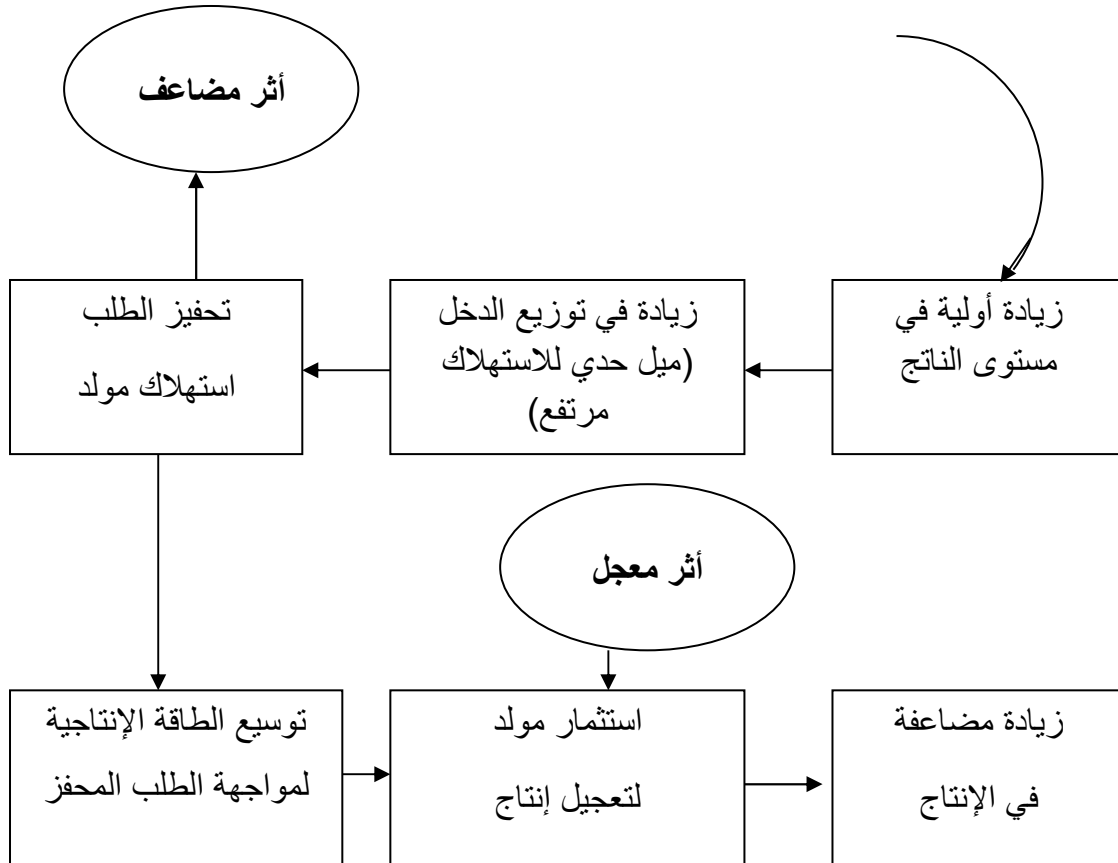 أثر مضاعف
زيادة أولية في
مستوى الناتج
زيادة في توزيع الدخل
(ميل حدي للاستهلاك
مرتفع)
تحفيز الطلب
استهلاك مولد
أثر معجل
توسيع الطاقة الإنتاجية
لمواجهة الطلب المحفز
استثمار مولد
لتعجيل إنتاج
زيادة مضاعفة
في الإنتاج